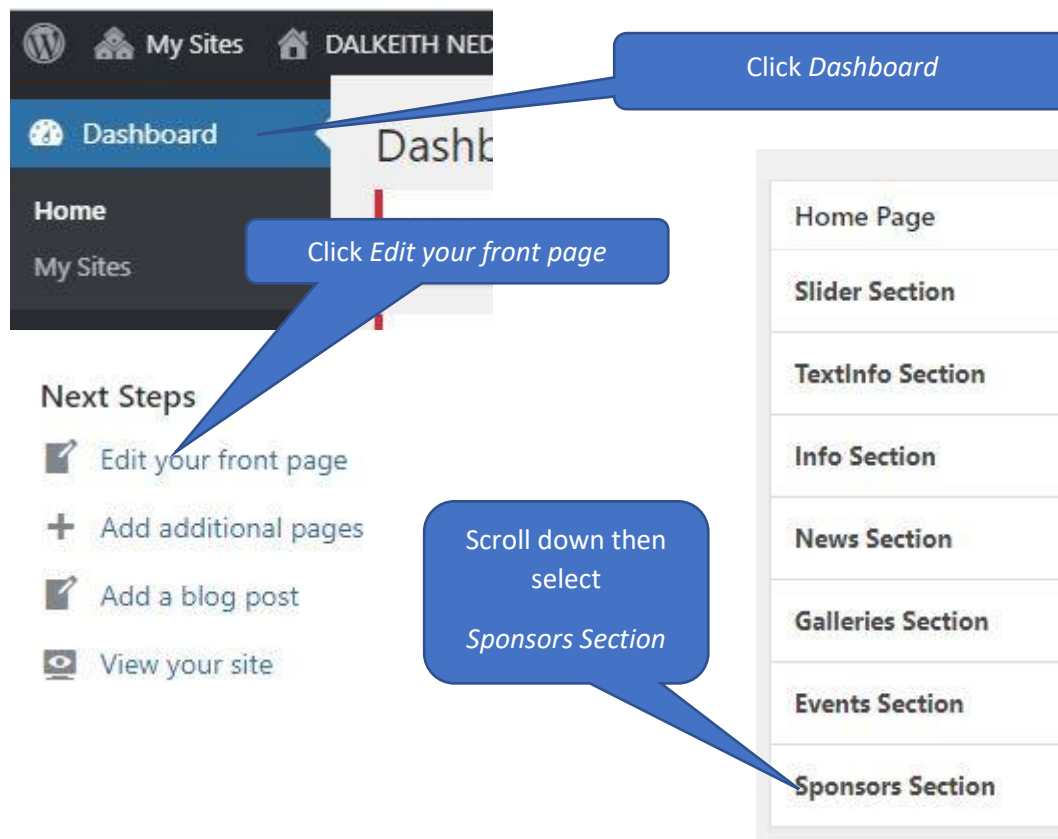 My Sites DALKEITH NED
Click Dashboard
Dashboard
Dashb
Home
My Sites
Click Edit your front page
Next Steps
Edit your front page
Add additional pages
Add a blog post
View your site
Scroll down then
select
Sponsors Section
Home Page
Slider Section
TextInfo Section
Info Section
News Section
Galleries Section
Events Section
Sponsors Section